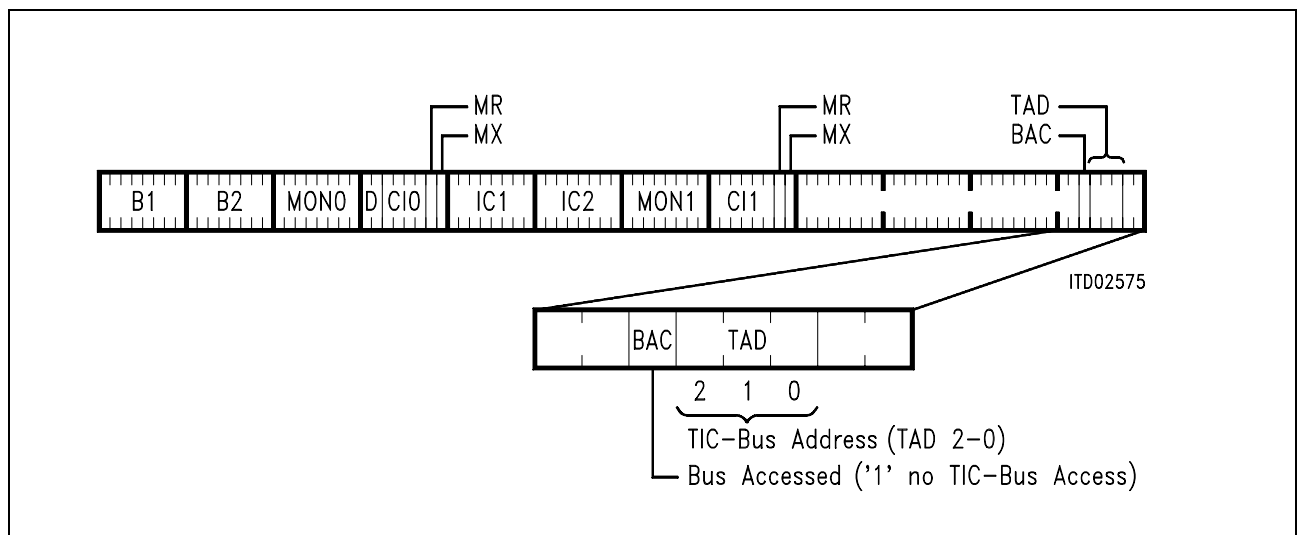 MR MR TAD
MX MX BAC
B1 B2 MON0 D CI0 IC1 IC2 MON1 CI1
ITD02575
BAC TAD
2 1 0
TIC-Bus Address (TAD 2-0)
Bus Accessed ('1' no TIC-Bus Access)